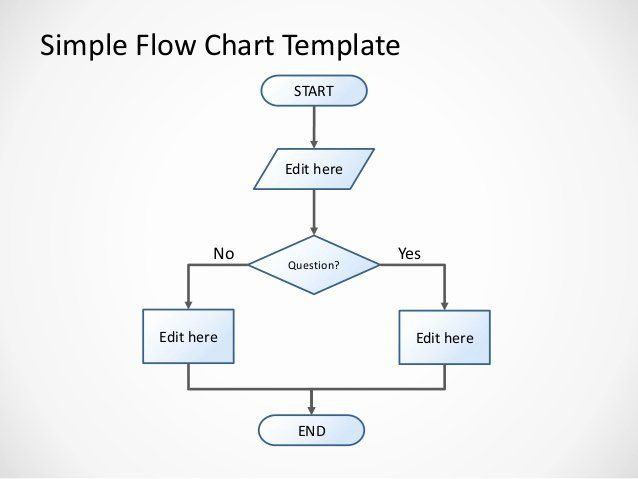 Simple Flow Chart Template
START
Edit here
No
Yes
Question?
Edit here
Edit here
END